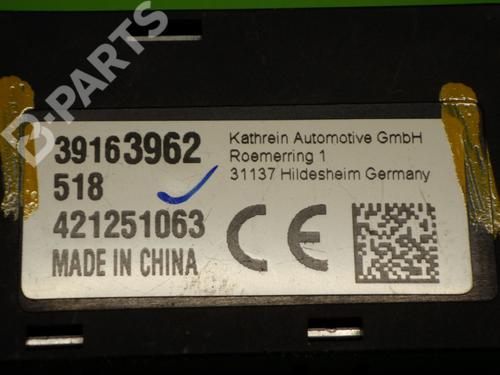 B-PARTS
39163962
518
421251063
MADE IN CHINA
Kathrein Automotive GmbH
Roemerring 1
31137 Hildesheim Germany
CE